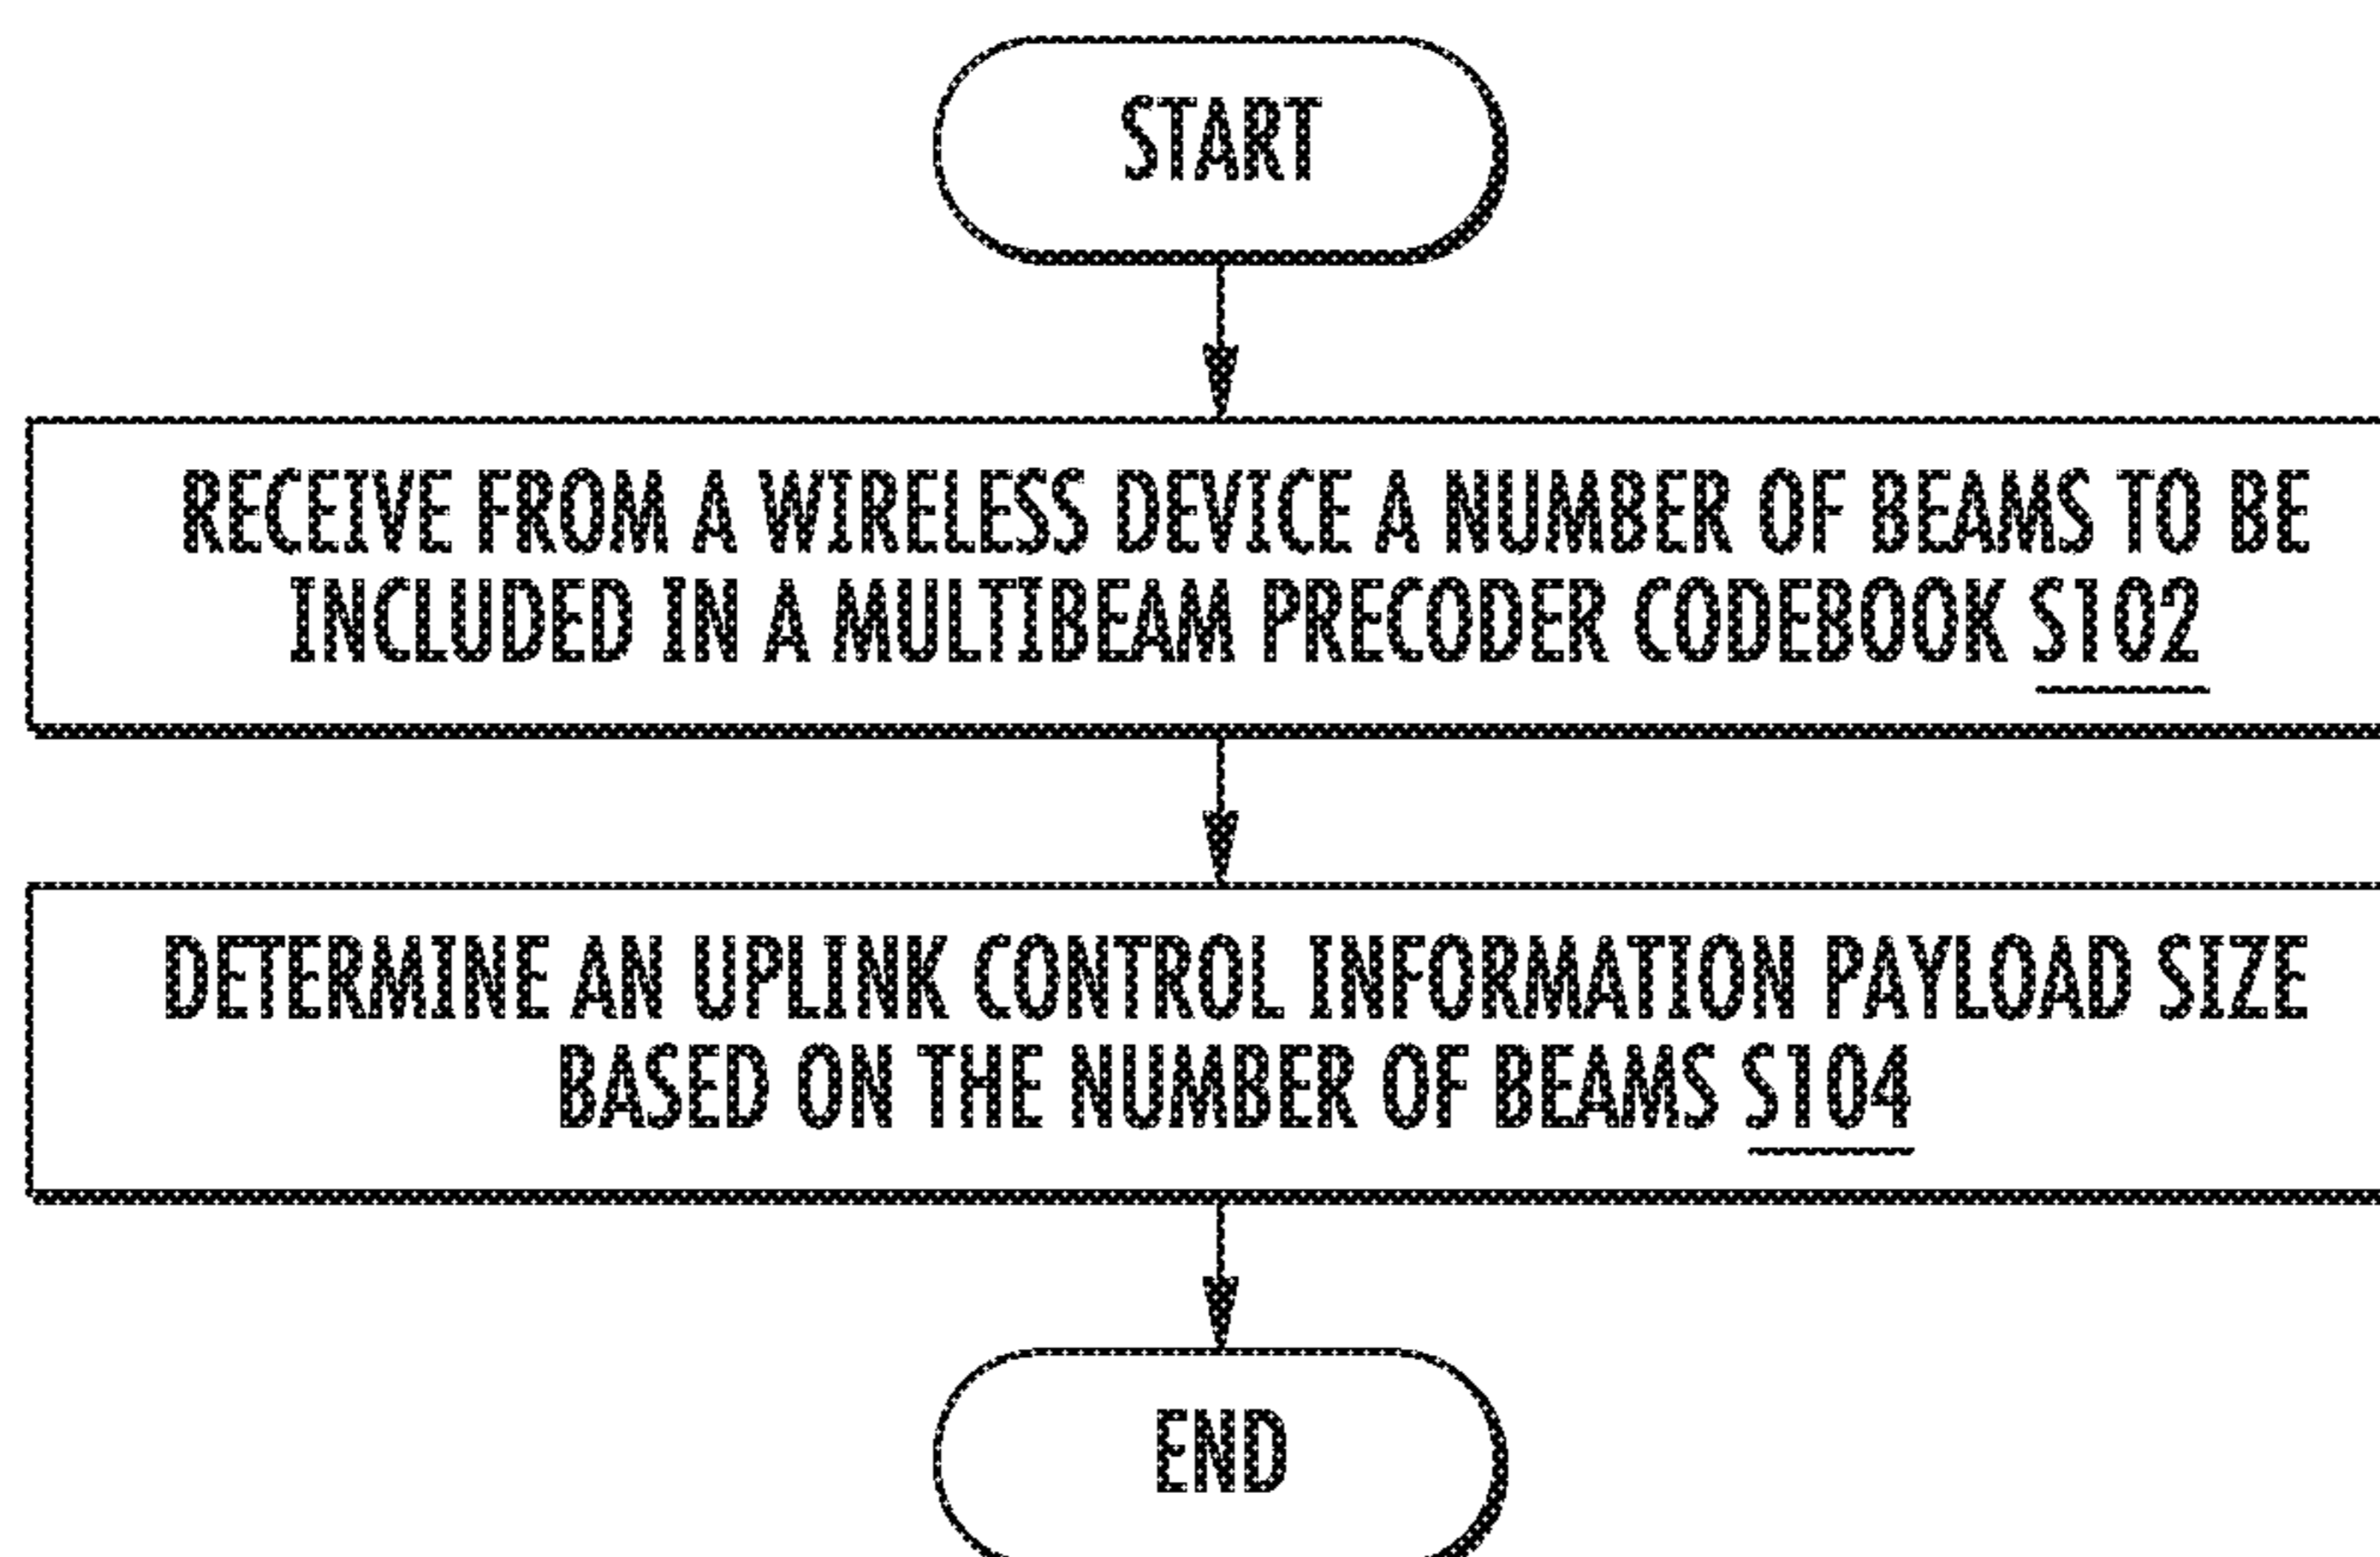 START
RECEIVE FROM A WIRELESS DEVICE A NUMBER OF BEAMS TO BE
INCLUDED IN A MULTIBEAM PRECODER CODEBOOK S102
DETERMINE AN UPLINK CONTROL INFORMATION PAYLOAD SIZE
BASED ON THE NUMBER OF BEAMS S104
END